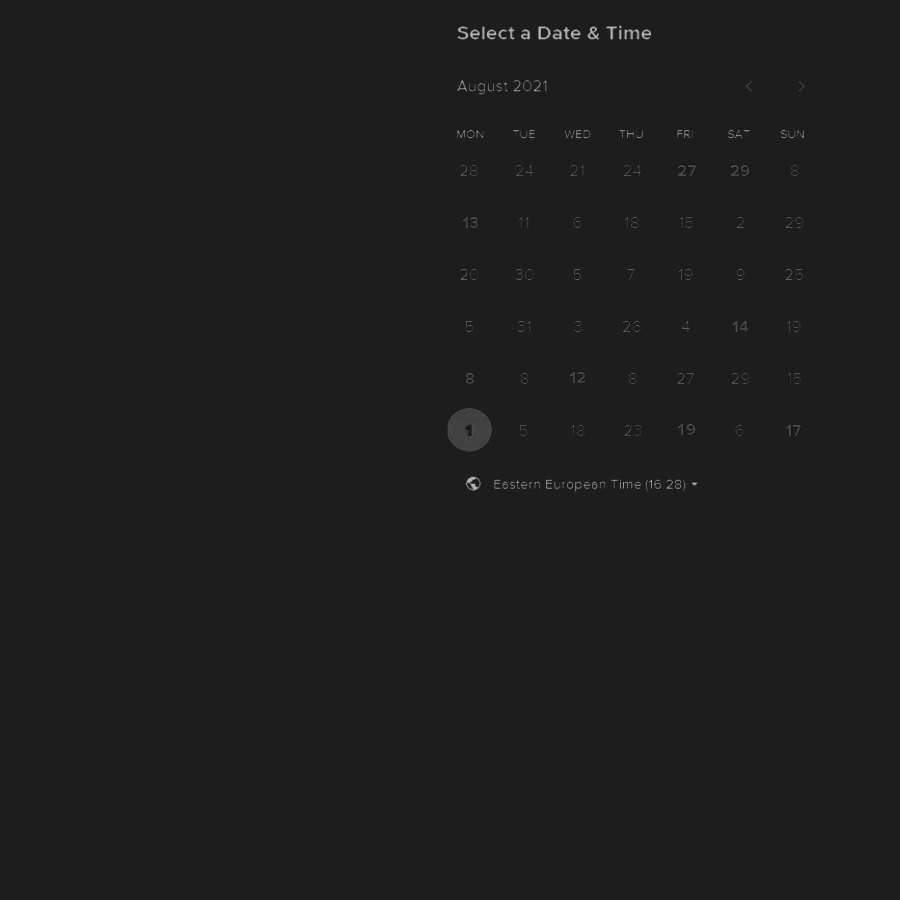 Select a Date & Time
August 2021
MON TUE WED THU FRI SAT SUN
28 24 21 24 27 29 8
13 11 6 18 15 2 29
20 30 5 7 19 9 25
5 31 3 26 4 14 19
8 8 12 8 27 29 15
1 5 18 23 19 6 17
Eastern European Time (16:28)